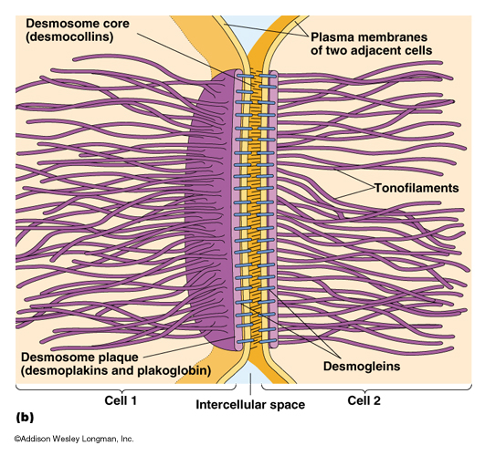 Desmosome core
(desmocollins)
Plasma membranes
of two adjacent cells
Tonofilaments
Desmosome plaque
(desmoplakins and plakoglobin)
Desmogleins
Cell 1
Intercellular space
Cell 2
(b)
©Addison Wesley Longman, Inc.